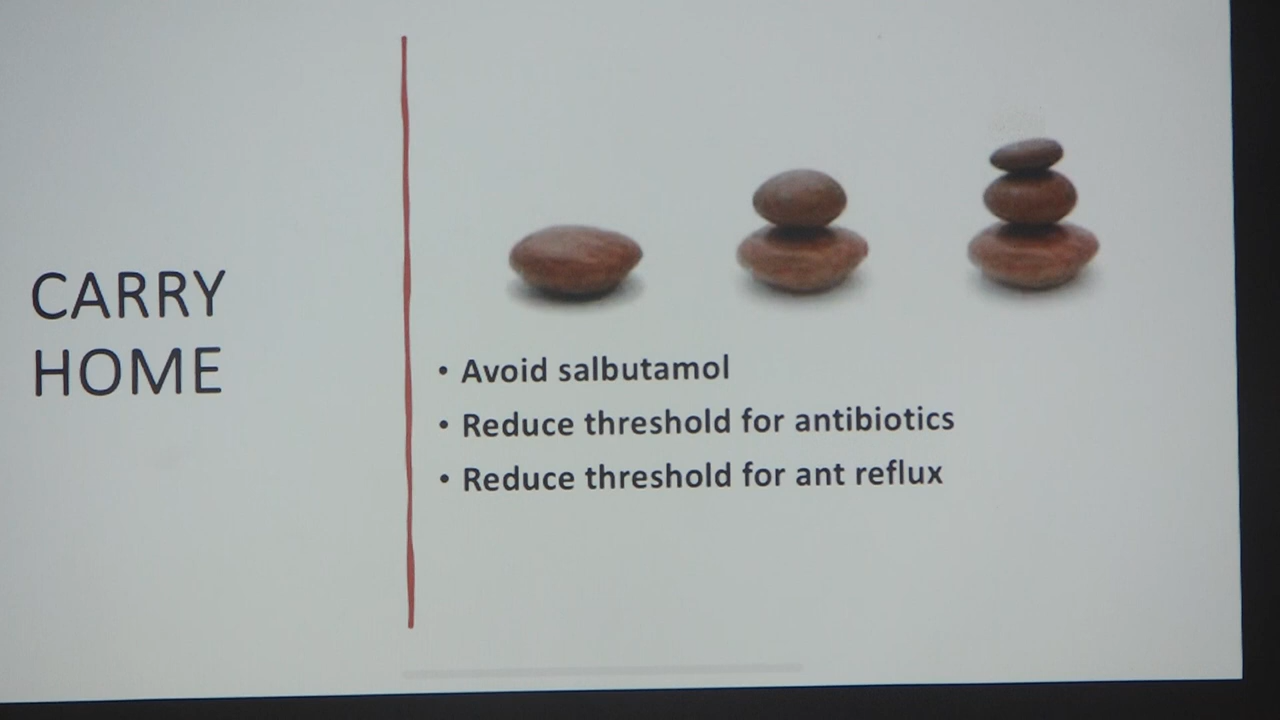 CARRY
HOME
• Avoid salbutamol
• Reduce threshold for antibiotics
• Reduce threshold for ant reflux